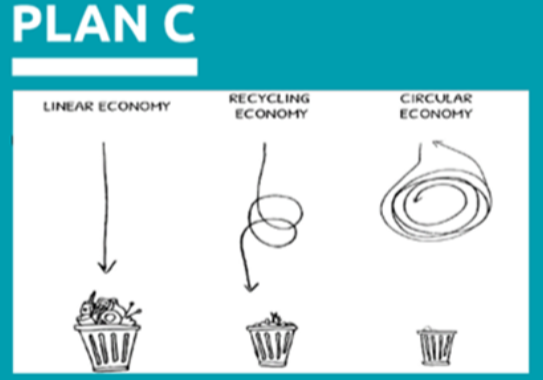 PLAN C
LINEAR ECONOMY
RECYCLING
ECONOMY
CIRCULAR
ECONOMY